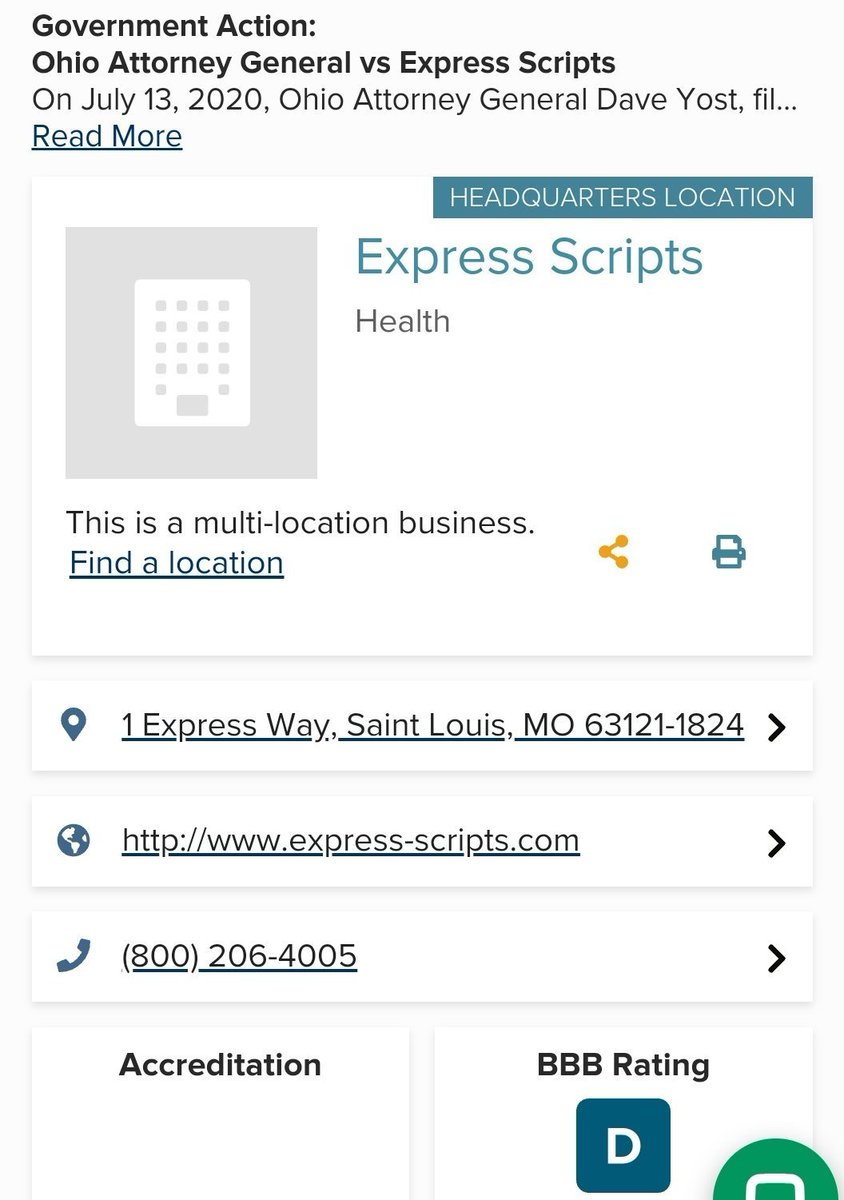 Government Action:
Ohio Attorney General vs Express Scripts
On July 13, 2020, Ohio Attorney General Dave Yost, fil...
Read More
HEADQUARTERS LOCATION
Express Scripts
Health
This is a multi-location business.
Find a location
1 Express Way, Saint Louis, MO 63121-1824
http://www.express-scripts.com
(800) 206-4005
Accreditation
BBB Rating
D